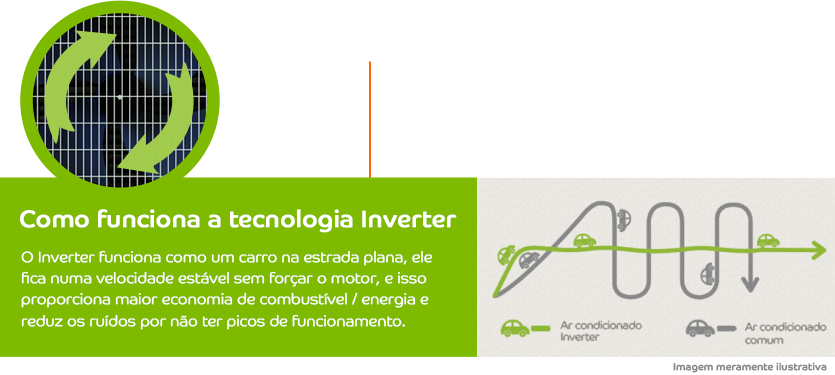 Como funciona a tecnologia Inverter
O Inverter funciona como um carro na estrada plana, ele
fica numa velocidade estável sem forçar o motor, e isso
proporciona maior economia de combustível / energia e
reduz os ruídos por não ter picos de funcionamento.
Ar condicionado
Inverter
Ar condicionado
comum
Imagem meramente ilustrativa